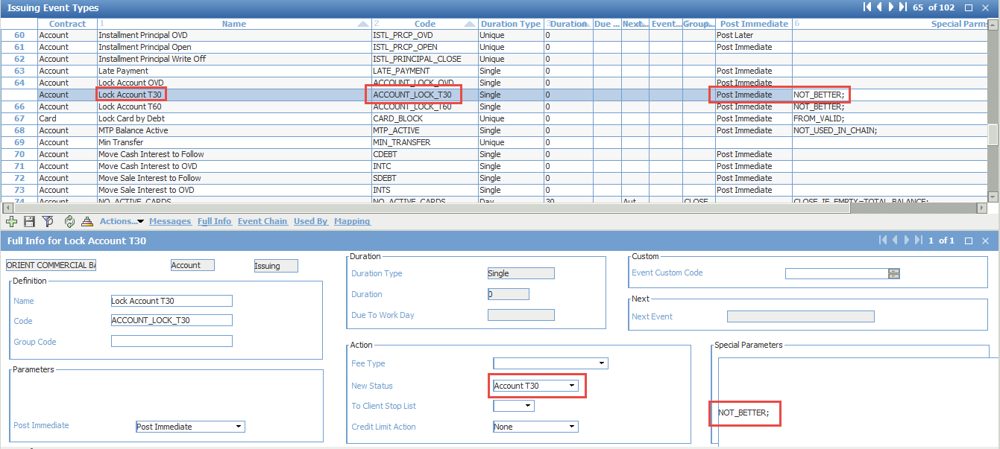 Issuing Event Types 65 of 102
Contract 1 Name 2 Code Duration Type 3 Duration Due ... Next... Event... Group... Post Immediate 6 Special Parms
60 Account Installment Principal OVD ISTL_PRCP_OVD Unique 0 Post Later
61 Account Installment Principal Open ISTL_PRCP_OPEN Unique 0 Post Immediate
62 Account Installment Principal Write Off ISTL_PRINCIPAL_CLOSE Unique 0
63 Account Late Payment LATE_PAYMENT Single 0 Post Immediate
64 Account Lock Account OVD ACCOUNT_LOCK_OVD Single 0 Post Immediate
Account Lock Account T30 ACCOUNT_LOCK_T30 Single 0 Post Immediate NOT_BETTER;
66 Account Lock Account T60 ACCOUNT_LOCK_T60 Single 0 Post Immediate NOT_BETTER;
67 Card Lock Card by Debt CARD_BLOCK Unique 0 Post Immediate FROM_VALID;
68 Account MTP Balance Active MTP_ACTIVE Single 0 Post Immediate NOT_USED_IN_CHAIN;
69 Account Min Transfer MIN_TRANSFER Unique 0
70 Account Move Cash Interest to Follow CDEBT Single 0 Post Immediate
71 Account Move Cash Interest to OVD INTC Single 0 Post Immediate
72 Account Move Sale Interest to Follow SDEBT Single 0 Post Immediate
73 Account Move Sale Interest to OVD INTS Single 0 Post Immediate
74 Account NO_ACTIVE_CARDS NO_ACTIVE_CARDS Day 30 Aut CLOSE CLOSE_IF_EMPTY=TOTAL_BALANCE;
Actions... Messages Full Info Event Chain Used By Mapping
Full Info for Lock Account T30 1 of 1
ORIENT COMMERCIAL BA Account Issuing
Definition
Name Lock Account T30
Code ACCOUNT_LOCK_T30
Group Code
Parameters
Post Immediate Post Immediate
Duration
Duration Type Single
Duration 0
Due To Work Day
Action
Fee Type
New Status Account T30
To Client Stop List
Credit Limit Action None
Custom
Event Custom Code
Next
Next Event
Special Parameters
NOT_BETTER;